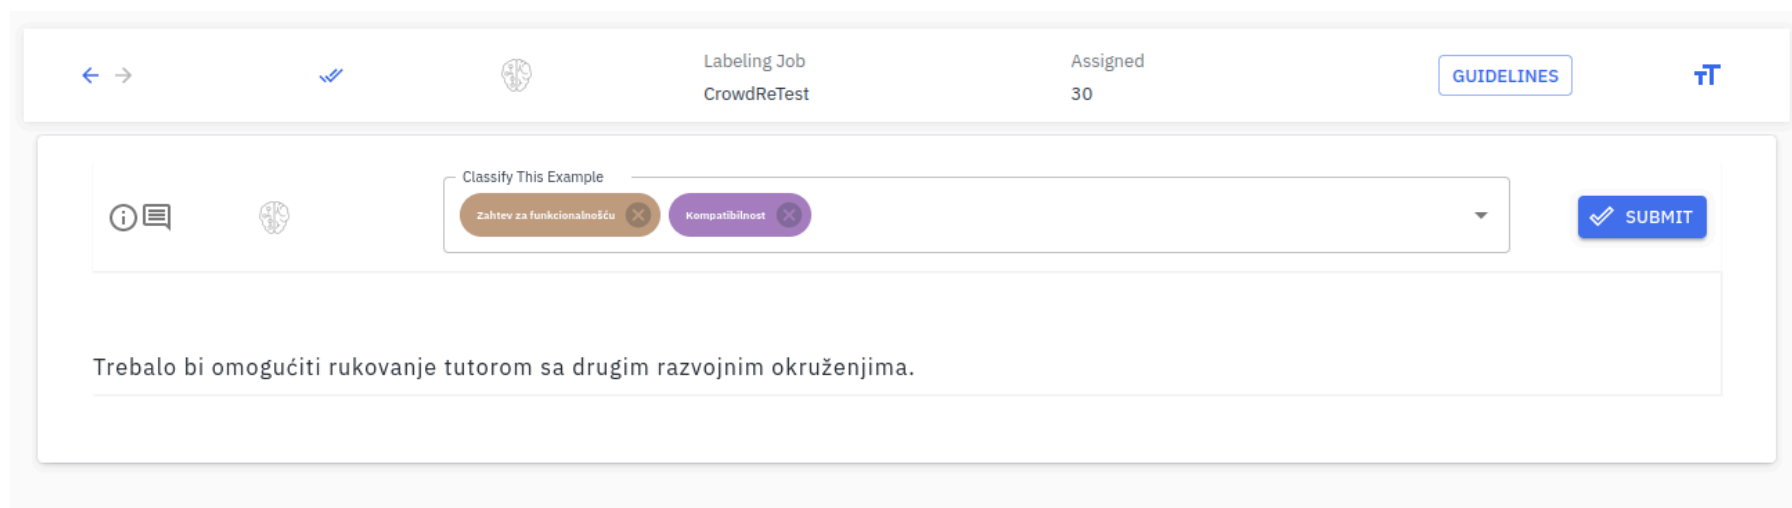 Labeling Job
CrowdReTest
Assigned
30
GUIDELINES
Classify This Example
Zahtev za funkcionalnošću
Kompatibilnost
SUBMIT
Trebalo bi omogućiti rukovanje tutorom sa drugim razvojnim okruženjima.